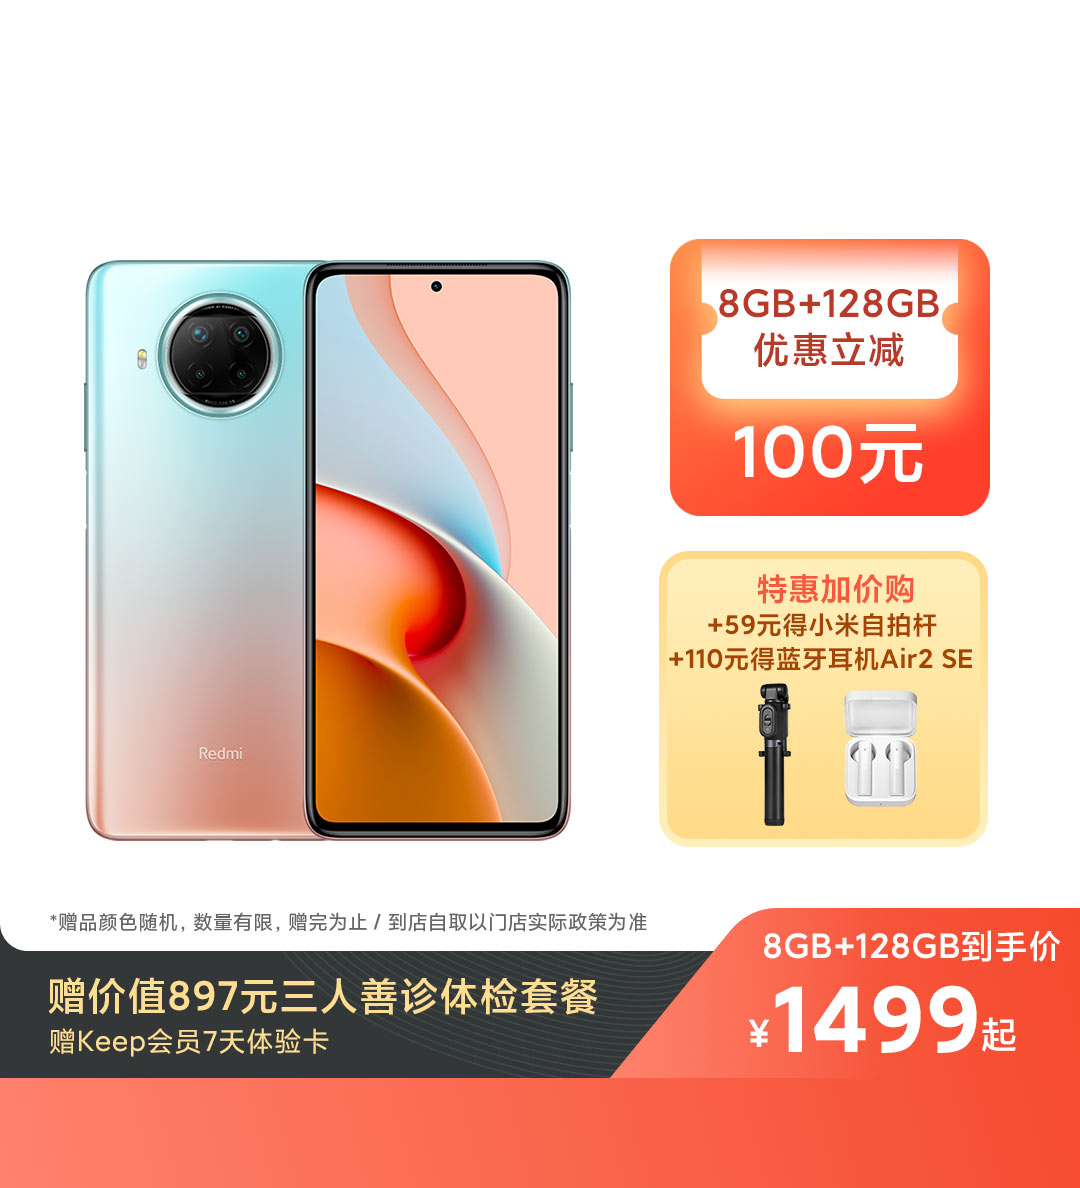 8GB+128GB
优惠立减
100元
Redmi
特惠加价购
+59元得小米自拍杆
+110元得蓝牙耳机Air2 SE
*赠品颜色随机, 数量有限, 赠完为止 / 到店自取以门店实际政策为准
赠价值897元三人善诊体检套餐
赠Keep会员7天体验卡
8GB+128GB到手价
¥1499起